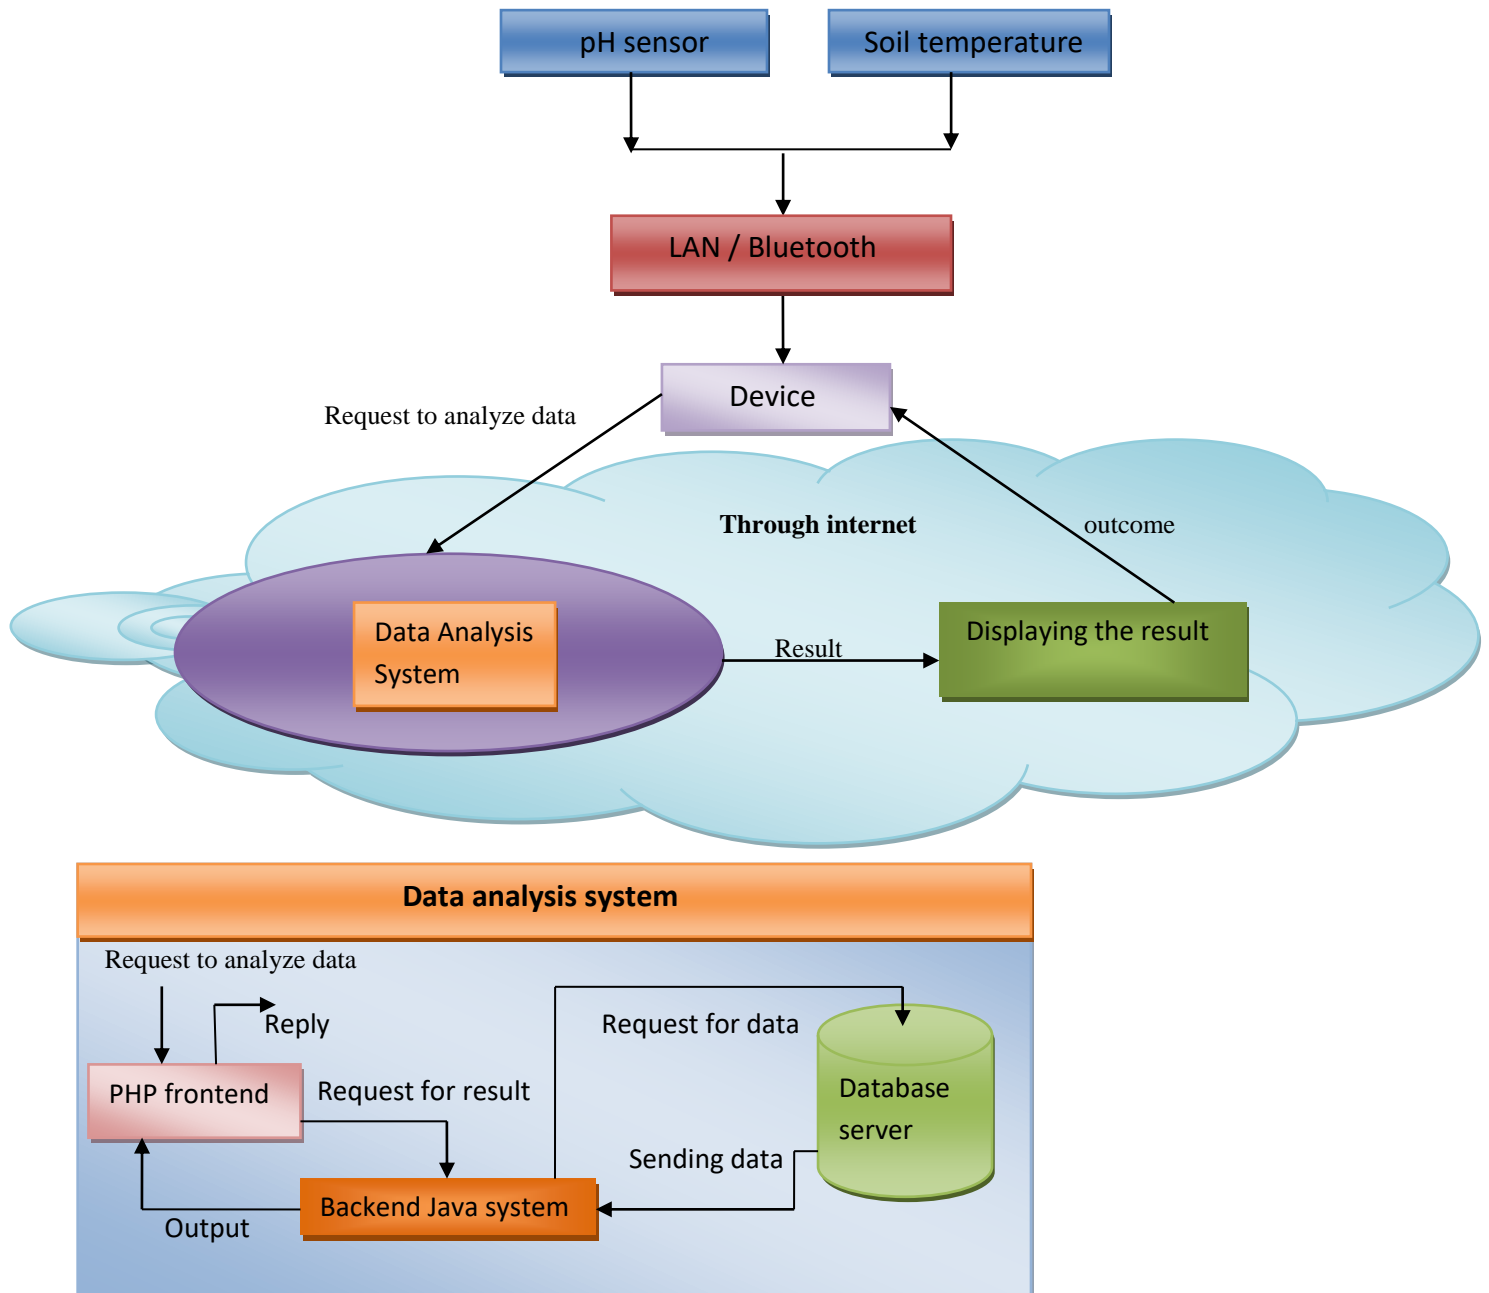 pH sensor
Soil temperature
LAN / Bluetooth
Device
Request to analyze data
Through internet
outcome
Data Analysis
System
Result
Displaying the result
Data analysis system
Request to analyze data
Reply
Request for data
PHP frontend
Request for result
Database
server
Sending data
Backend Java system
Output